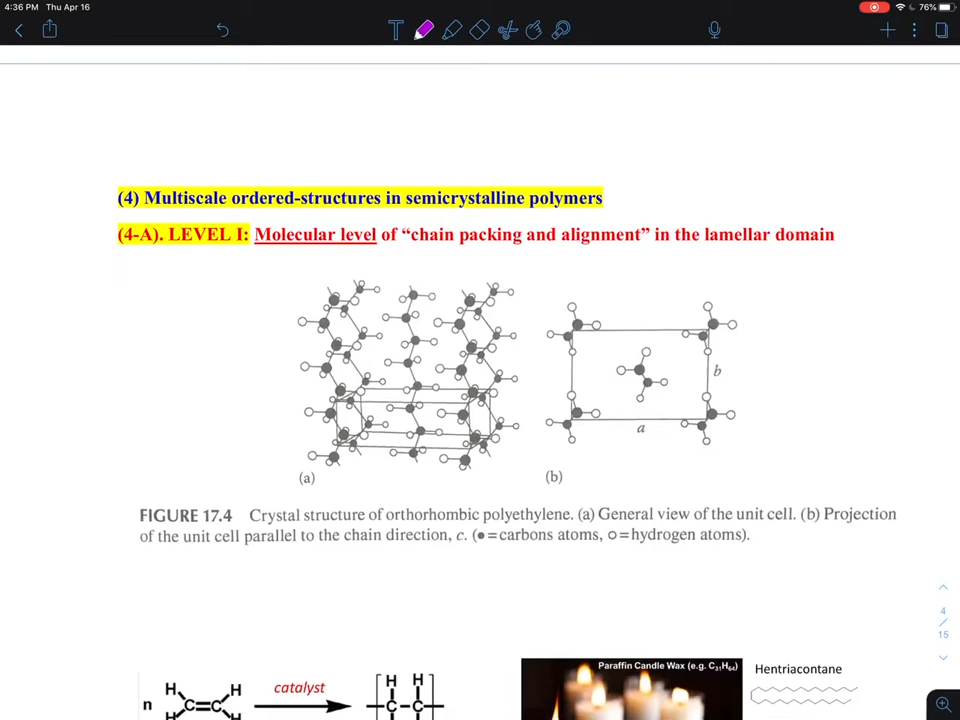 4:36 PM Thu Apr 16
76%
(4) Multiscale ordered-structures in semicrystalline polymers
(4-A). LEVEL I: Molecular level of “chain packing and alignment” in the lamellar domain
b
a
(a)
(b)
FIGURE 17.4 Crystal structure of orthorhombic polyethylene. (a) General view of the unit cell. (b) Projection
of the unit cell parallel to the chain direction, c. (●=carbons atoms, ○=hydrogen atoms).
4
/
15
Paraffin Candle Wax (e.g. C₃₁H₆₄)
Hentriacontane
H H catalyst H H
n C=C C-C
H H